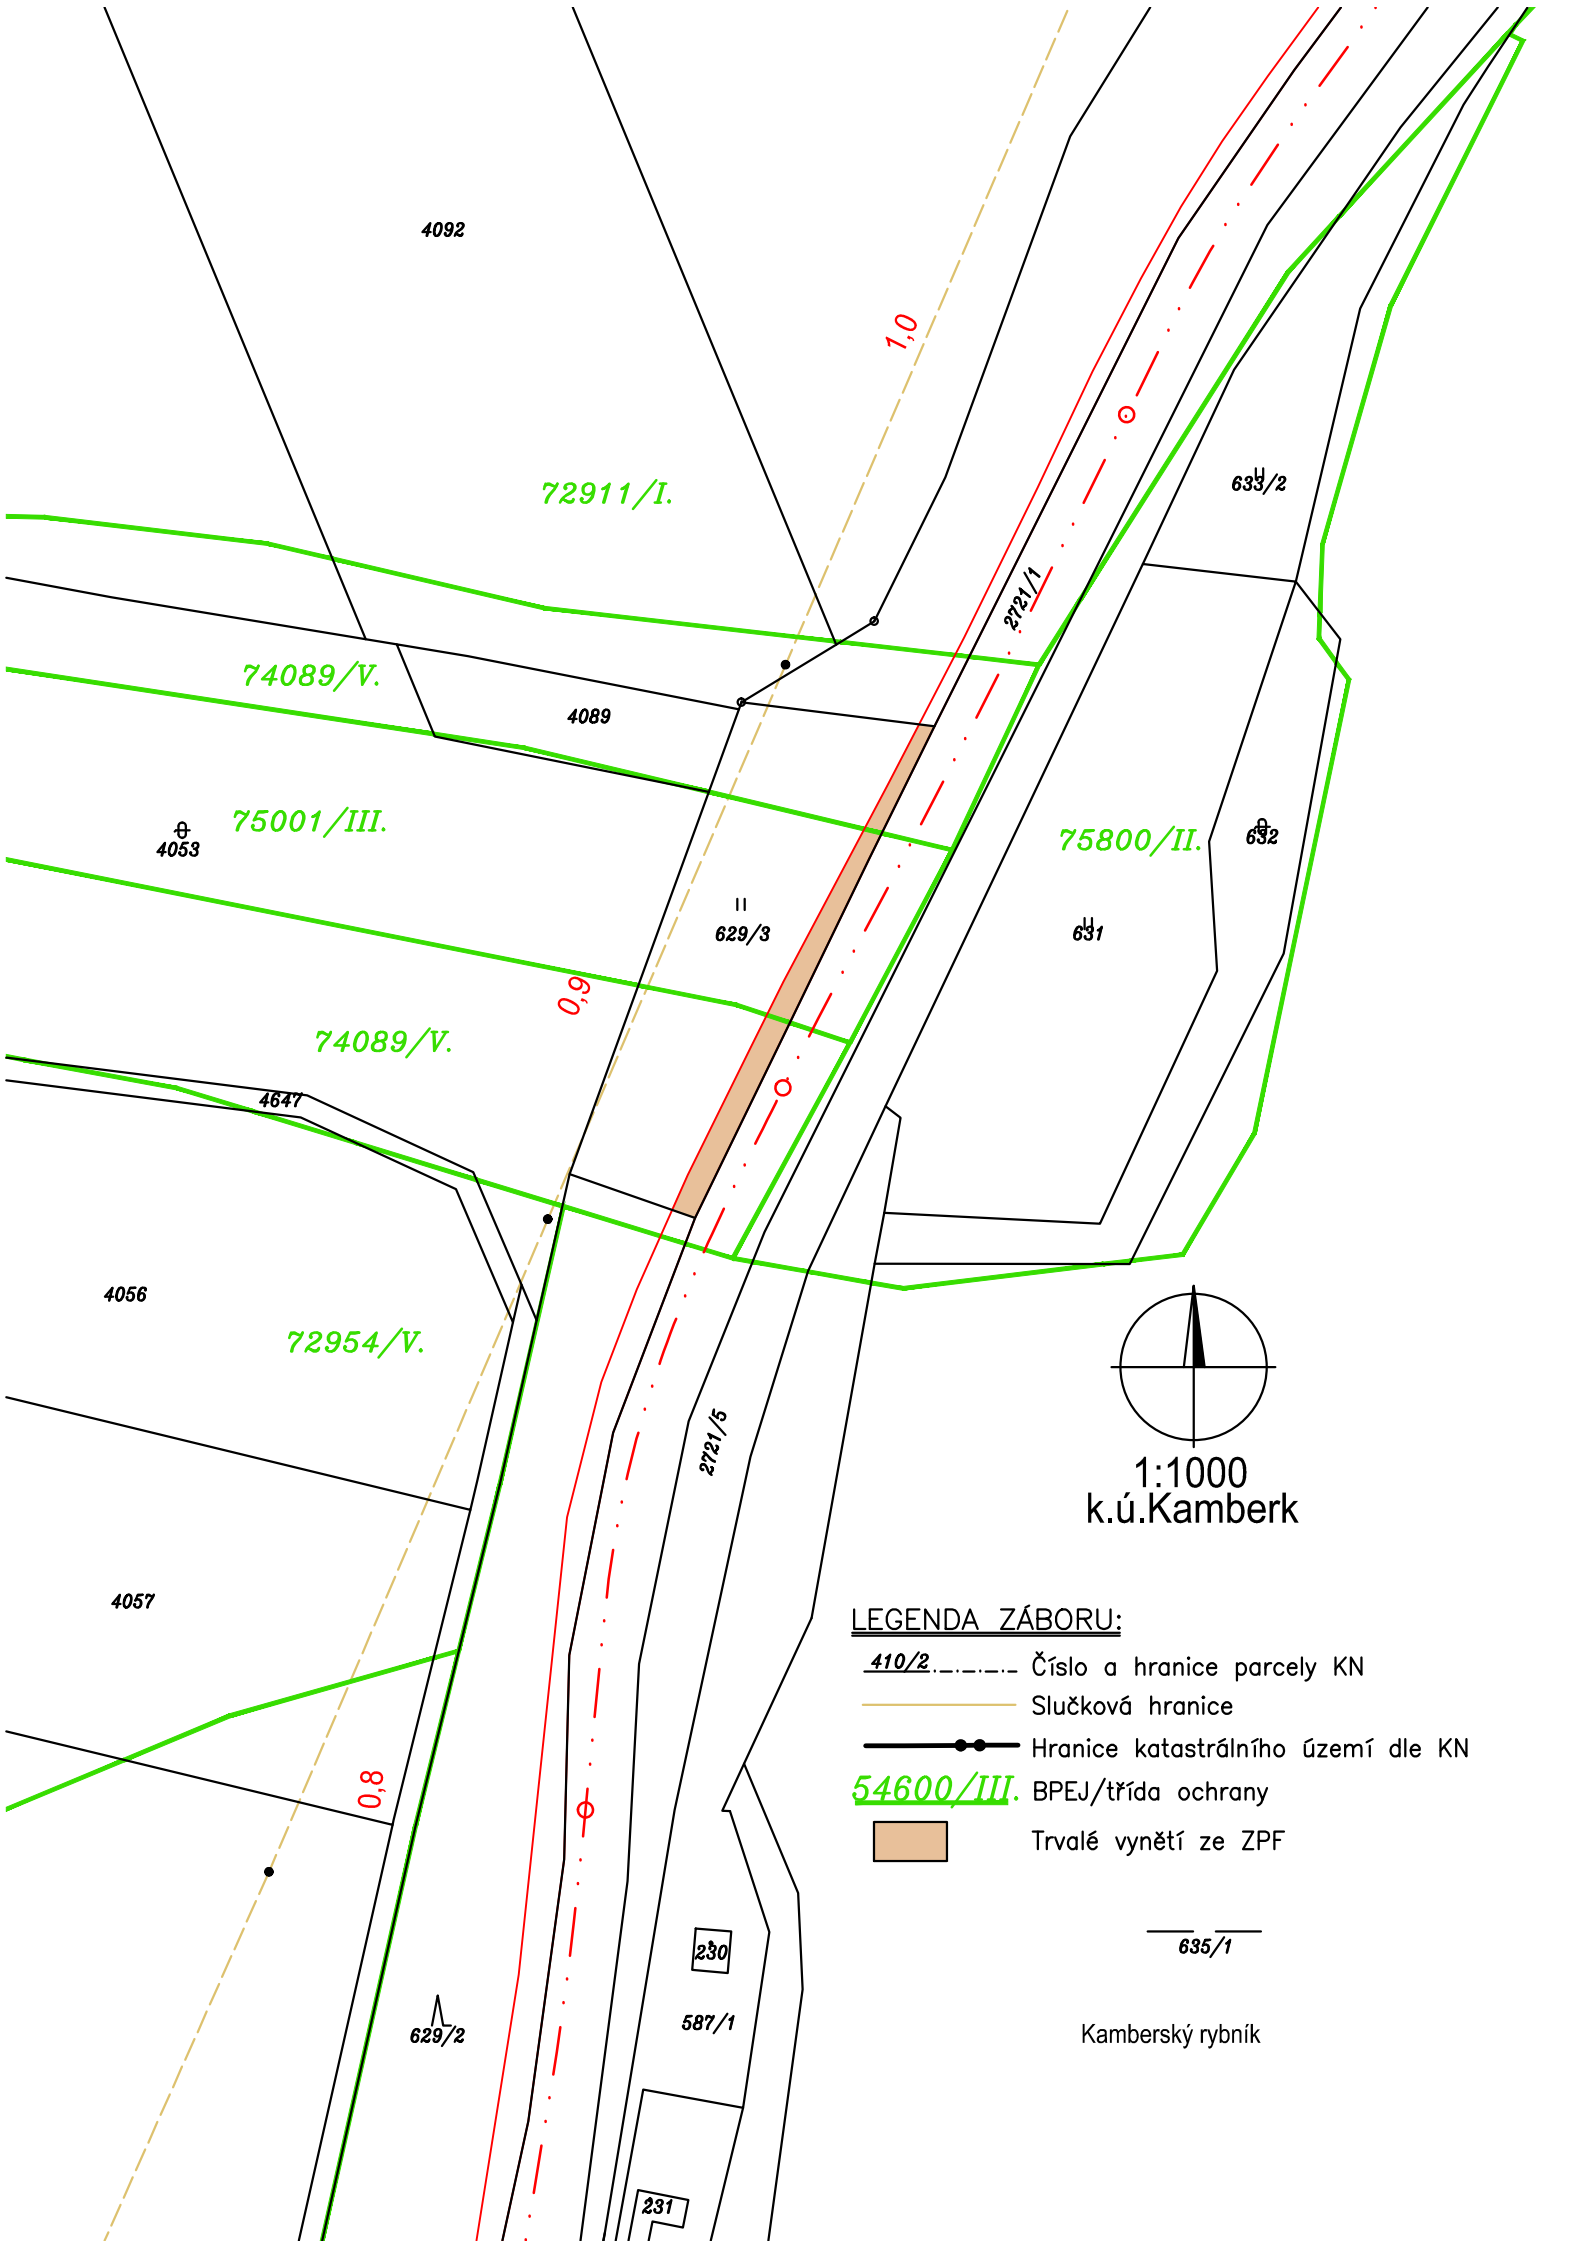 4092
1,0
72911/I.
633/2
2721/1
74089/V.
4089
75001/III.
4053
75800/II.
632
629/3
631
0,9
74089/V.
4647
4056
72954/V.
2721/5
1:1000
k.ú.Kamberk
4057
LEGENDA ZÁBORU:
410/2 Číslo a hranice parcely KN
Slučková hranice
Hranice katastrálního území dle KN
54600/III. BPEJ/třída ochrany
Trvalé vynětí ze ZPF
0,8
230
635/1
587/1
629/2
Kamberský rybník
231